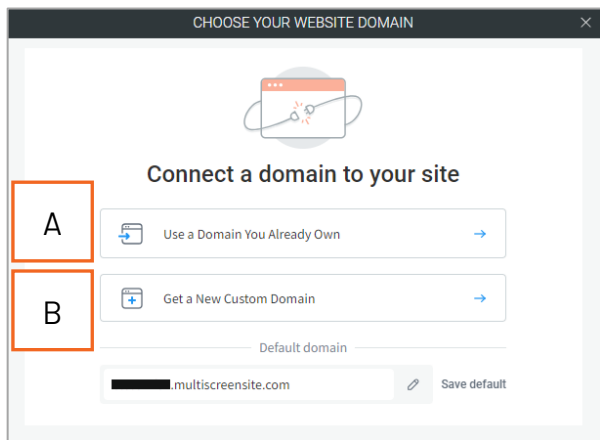 CHOOSE YOUR WEBSITE DOMAIN
Connect a domain to your site
A
Use a Domain You Already Own
B
Get a New Custom Domain
Default domain
.multiscreensite.com
Save default